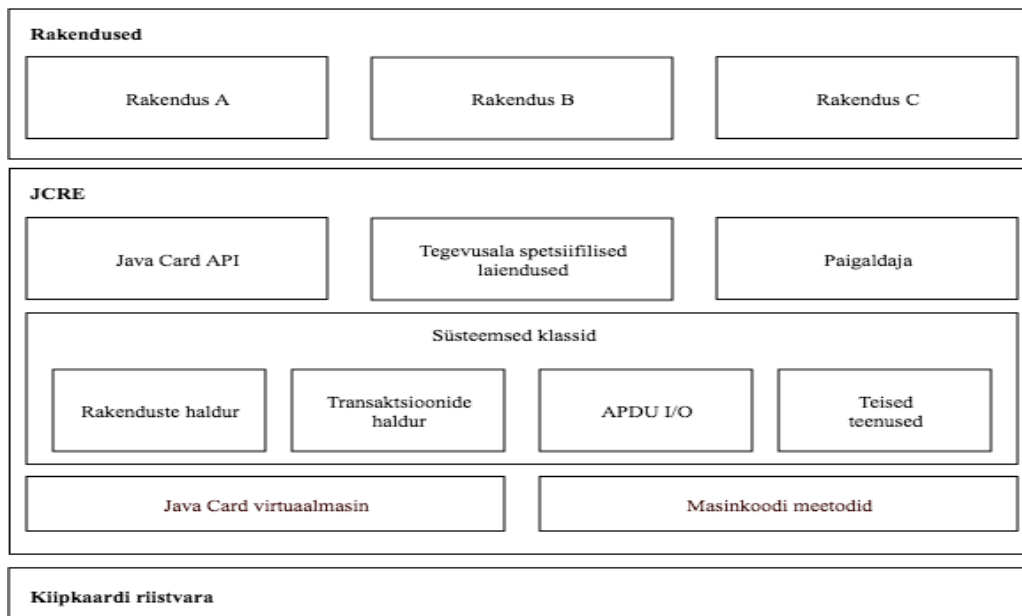 Rakendused
Rakendus A
Rakendus B
Rakendus C
JCRE
Java Card API
Tegevusala spetsiifilised
laiendused
Paigaldaja
Süsteemsed klassid
Rakenduste haldur
Transaktsioonide
haldur
APDU I/O
Teised
teenused
Java Card virtuaalmasin
Masinkoodi meetodid
Kiipkaardi riistvara